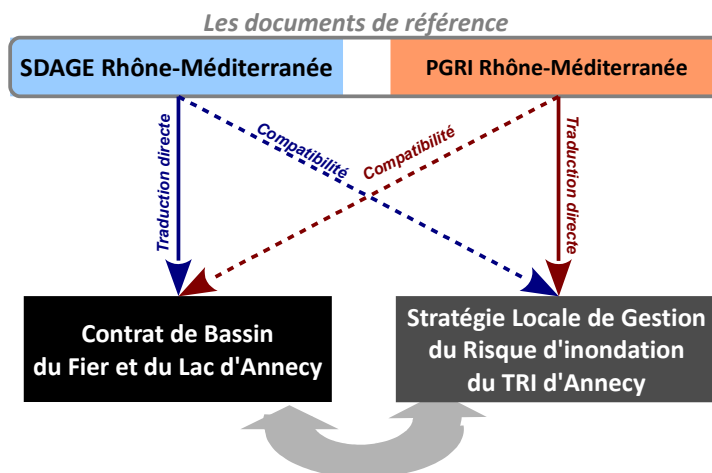 Les documents de référence
SDAGE Rhône-Méditerranée
PGRI Rhône-Méditerranée
Traduction directe
Compatibilité
Compatibilité
Traduction directe
Contrat de Bassin
du Fier et du Lac d'Annecy
Stratégie Locale de Gestion
du Risque d'inondation
du TRI d'Annecy